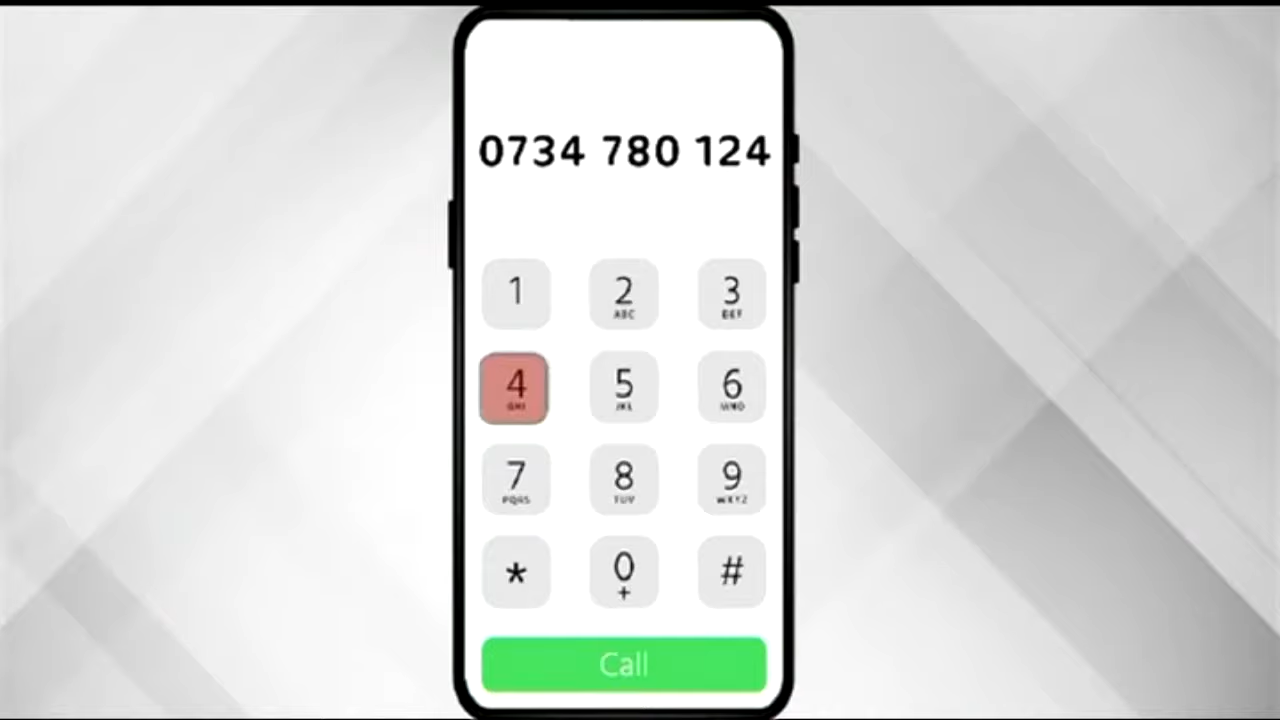 0734 780 124
1 2 3
ABC DEF
4 5 6
GHI JKL MNO
7 8 9
PQRS TUV WXYZ
* 0 #
+
Call